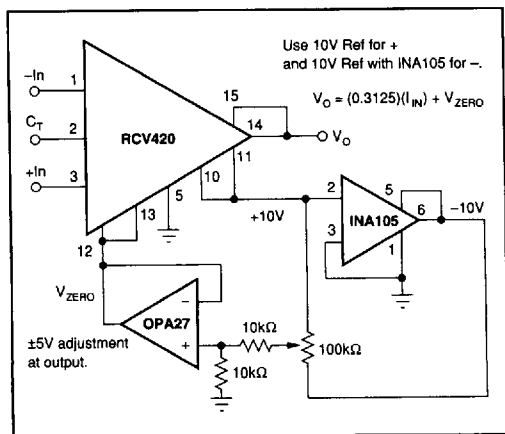 Use 10V Ref for +
and 10V Ref with INA105 for –.
V_O = (0.3125)(I_IN) + V_ZERO
–In
1
15
14
V_O
C_T
2
RCV420
11
+In
3
10
5
13
12
+10V
2
5
6
–10V
INA105
3
1
V_ZERO
–
OPA27
+
±5V adjustment
at output.
10kΩ
100kΩ
10kΩ